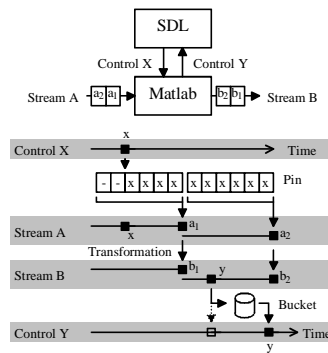 SDL
Control X Control Y
Stream A a2 a1 Matlab b2 b1 Stream B
x
Control X Time
- - x x x x x x x x x x Pin
Stream A a1
x a2
Transformation
Stream B b1 y b2
Bucket
Control Y Time
y